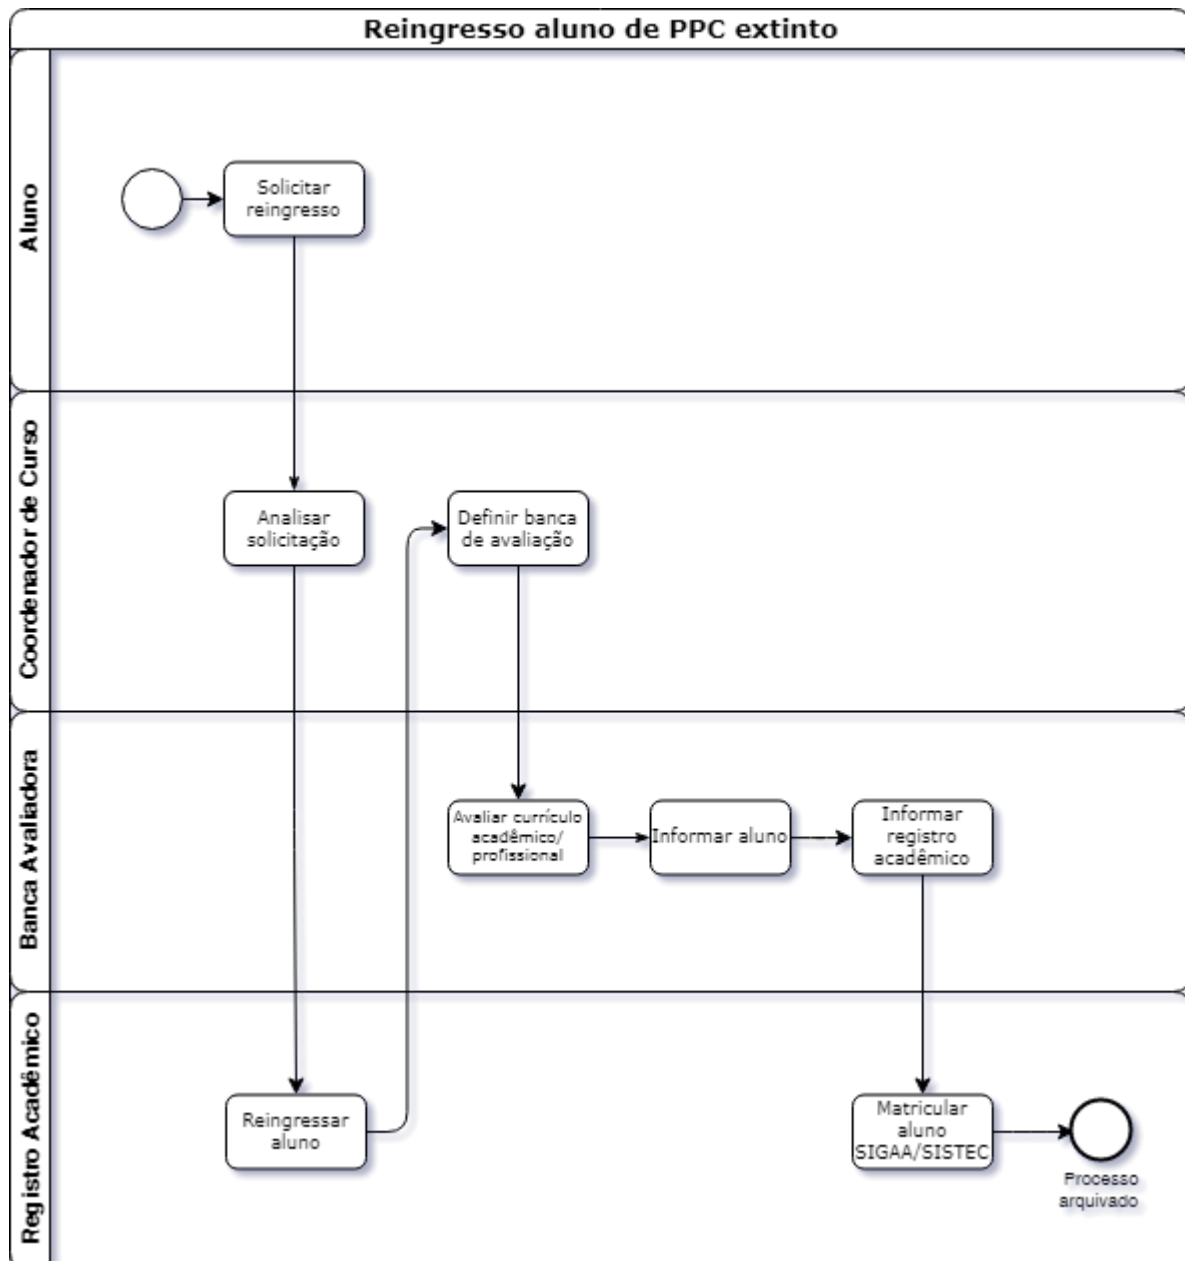 Reingresso aluno de PPC extinto
Aluno
Solicitar
reingresso
Coordenador de Curso
Analisar
solicitação
Definir banca
de avaliação
Banca Avaliadora
Avaliar currículo
acadêmico/
profissional
Informar aluno
Informar
registro
acadêmico
Registro Acadêmico
Reingressar
aluno
Matricular
aluno
SIGAA/SISTEC
Processo
arquivado